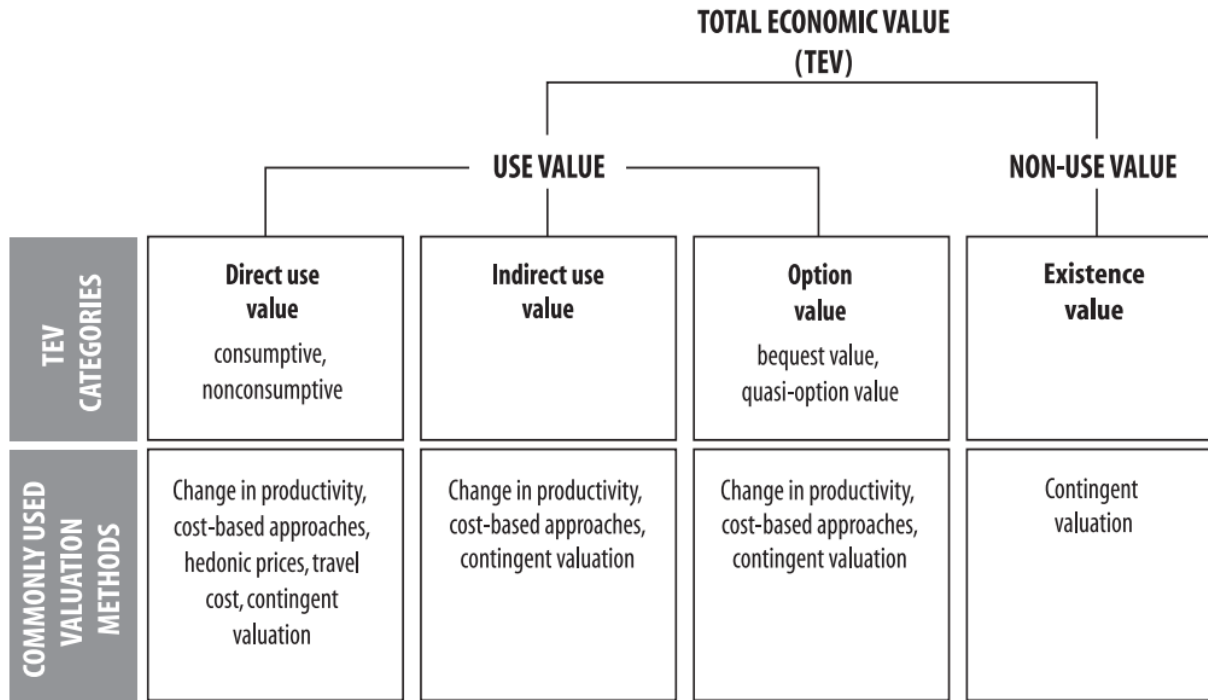 TOTAL ECONOMIC VALUE
(TEV)
USE VALUE
NON-USE VALUE
TEV
CATEGORIES
Direct use
value
consumptive,
nonconsumptive
Indirect use
value
Option
value
bequest value,
quasi-option value
Existence
value
COMMONLY USED
VALUATION
METHODS
Change in productivity,
cost-based approaches,
hedonic prices, travel
cost, contingent
valuation
Change in productivity,
cost-based approaches,
contingent valuation
Change in productivity,
cost-based approaches,
contingent valuation
Contingent
valuation